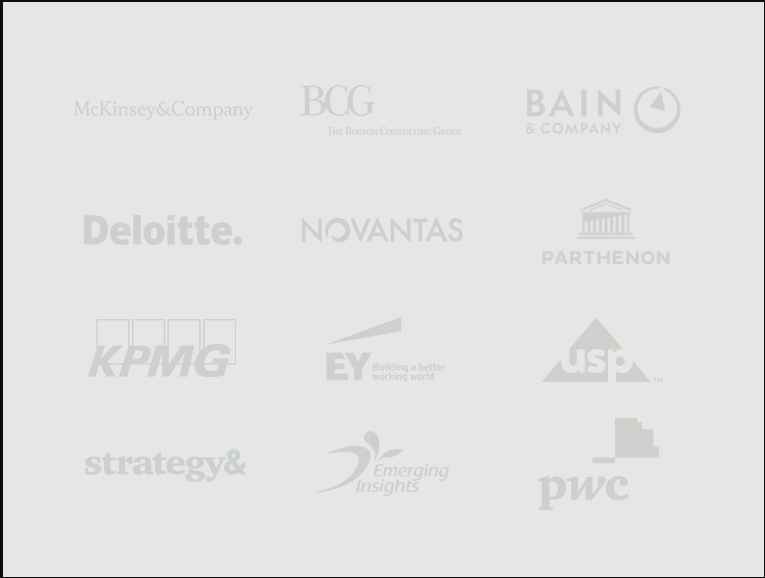 McKinsey&Company
BCG
THE BOSTON CONSULTING GROUP
BAIN
& COMPANY
Deloitte.
NOVANTAS
PARTHENON
KPMG
EY
Building a better
working world
usp
TM
strategy&
Emerging
Insights
pwc